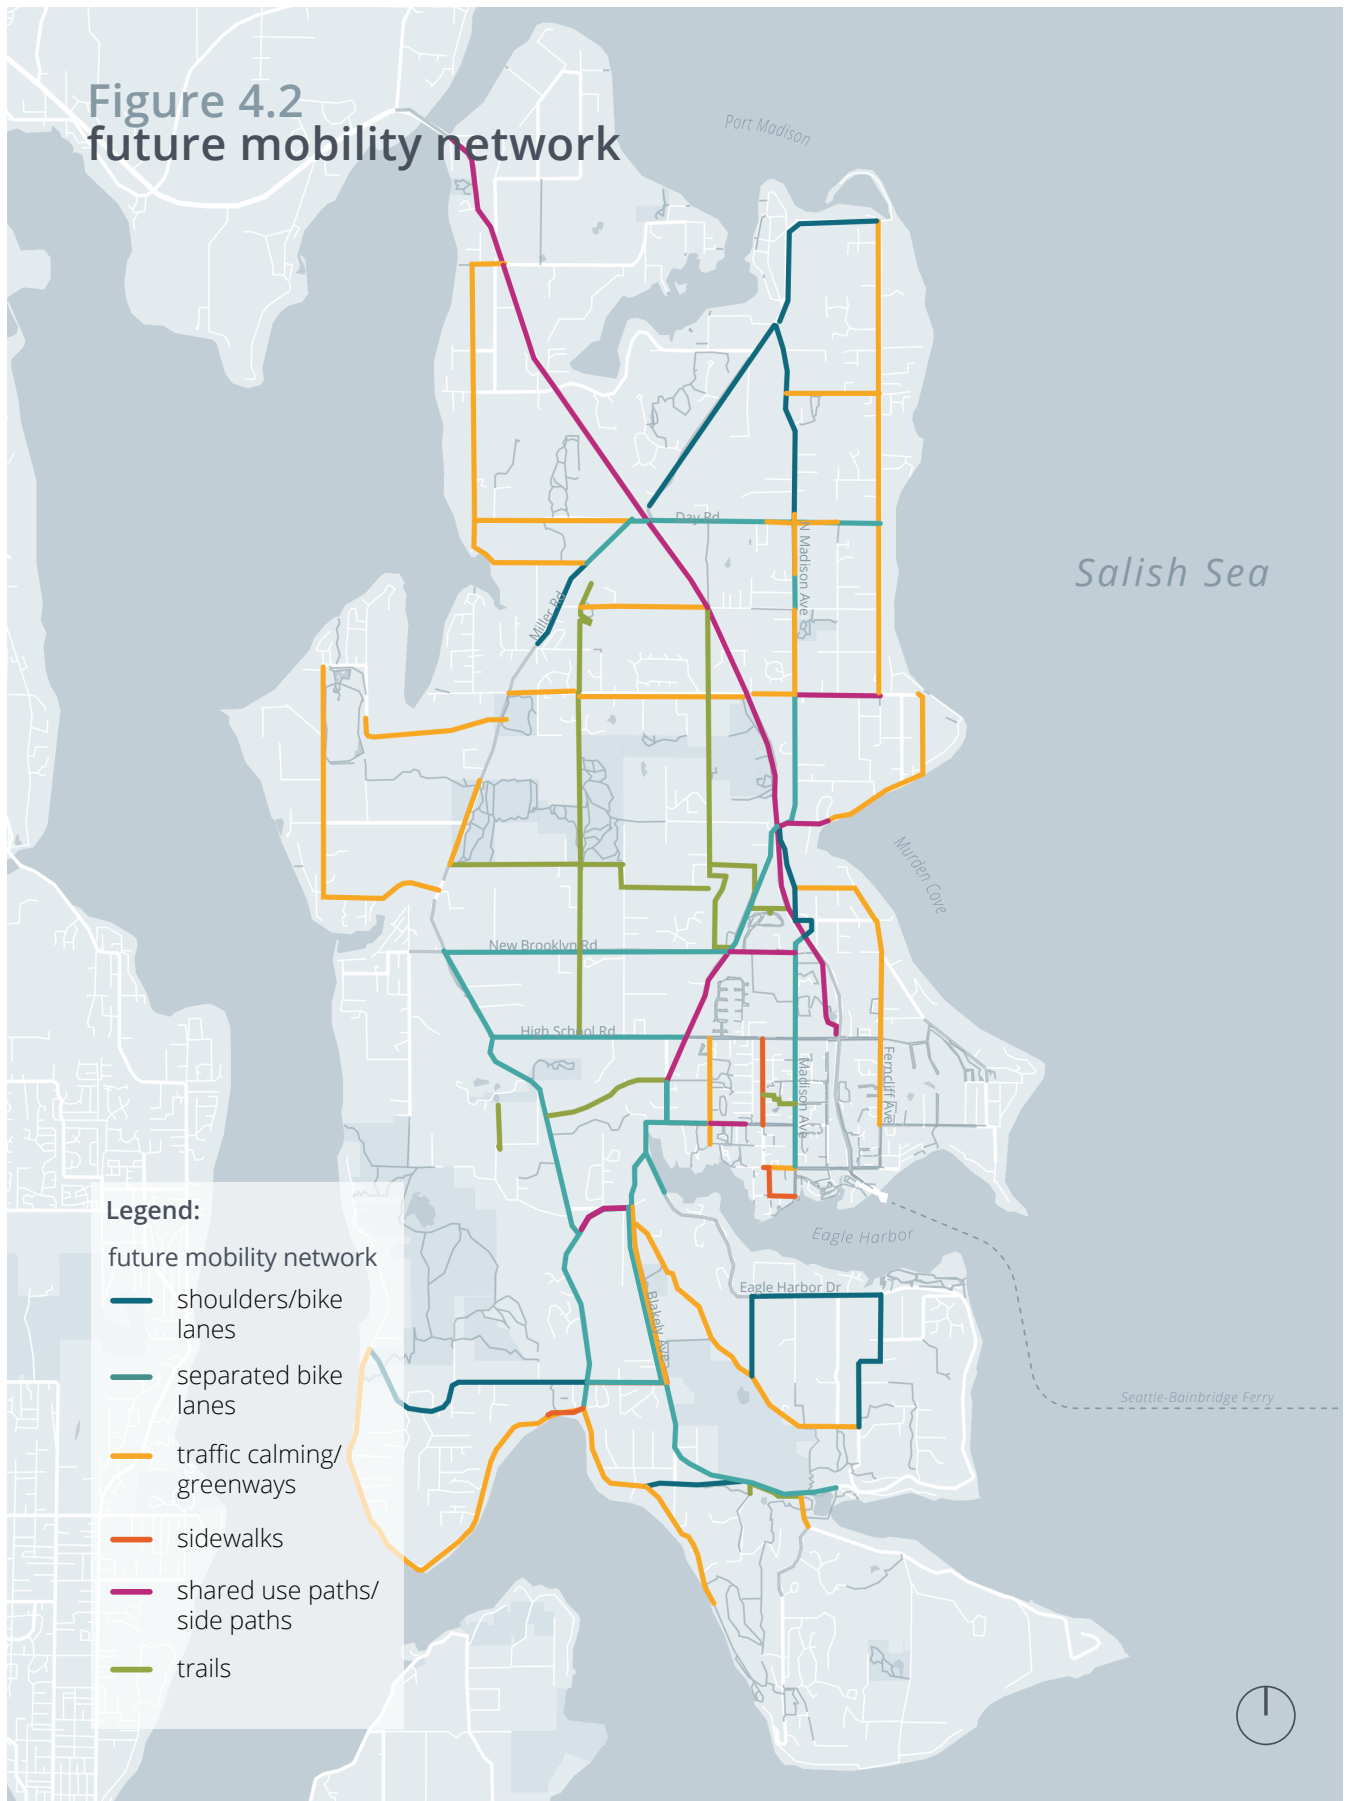 Figure 4.2
future mobility network
Port Madison
Day Rd
N Madison Ave
Salish Sea
Miller Rd
Murden Cove
New Brooklyn Rd
High School Rd
Madison Ave
Ferncliff Ave
Eagle Harbor
Eagle Harbor Dr
Blakely Ave
Seattle-Bainbridge Ferry
Legend:
future mobility network
shoulders/bike
lanes
separated bike
lanes
traffic calming/
greenways
sidewalks
shared use paths/
side paths
trails